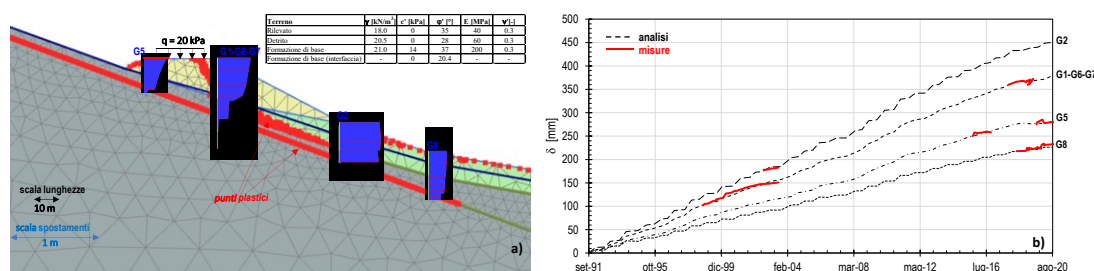 Terreno γ [kN/m³] c' [kPa] φ' [°] E [MPa] ν'[-]
Rilevato 18.0 0 35 40 0.3
Detrito 20.5 0 28 60 0.3
Formazione di base 21.0 14 37 200 0.3
Formazione di base (interfaccia) - 0 20.4 - -
q = 20 kPa
G5
G1-G6-G7
G2
G8
punti plastici
scala lunghezze
10 m
scala spostamenti
1 m
a)
δ [mm]
500
450
400
350
300
250
200
150
100
50
0
analisi
misure
G2
G1-G6-G7
G5
G8
b)
set-91
ott-95
dic-99
feb-04
mar-08
mag-12
lug-16
ago-20